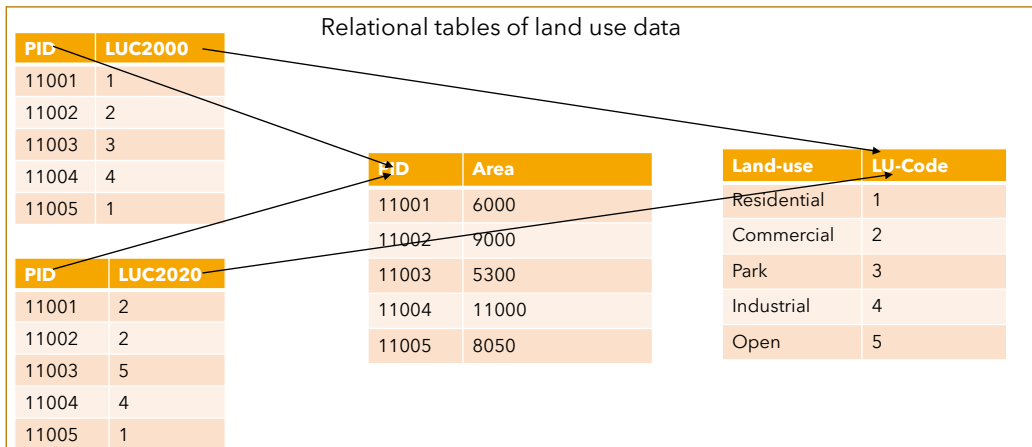 Relational tables of land use data
PID LUC2000
11001 1
11002 2
11003 3
11004 4
11005 1
PID LUC2020
11001 2
11002 2
11003 5
11004 4
11005 1
PID Area
11001 6000
11002 9000
11003 5300
11004 11000
11005 8050
Land-use LU-Code
Residential 1
Commercial 2
Park 3
Industrial 4
Open 5